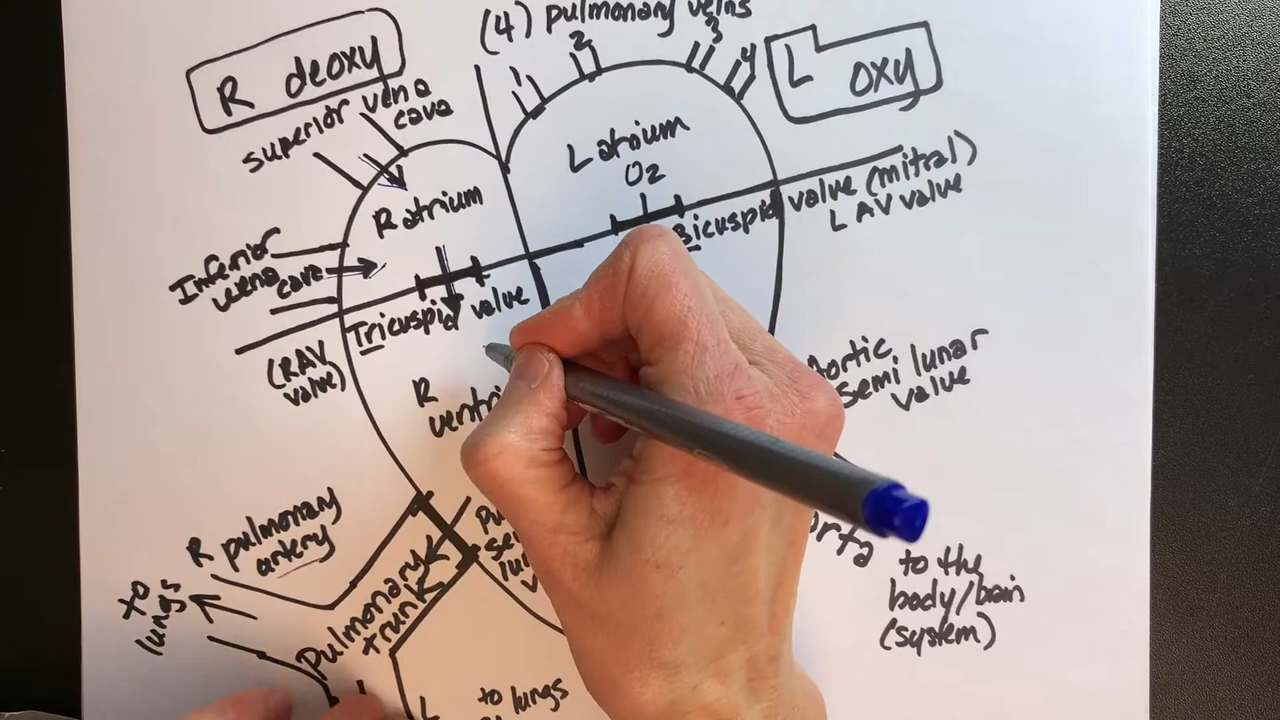 (4) pulmonary veins
1
2
3
4
R deoxy
L oxy
superior vena
cava
L atrium
O2
R atrium
Bicuspid valve (mitral)
L AV valve
Inferior
vena cava
Tricuspid valve
(RAV
valve)
R
Aortic
semi lunar
valve
R pulmonary
artery
to
lungs
Pulmonary
trunk
to the
body/bain
(system)
L
to lungs